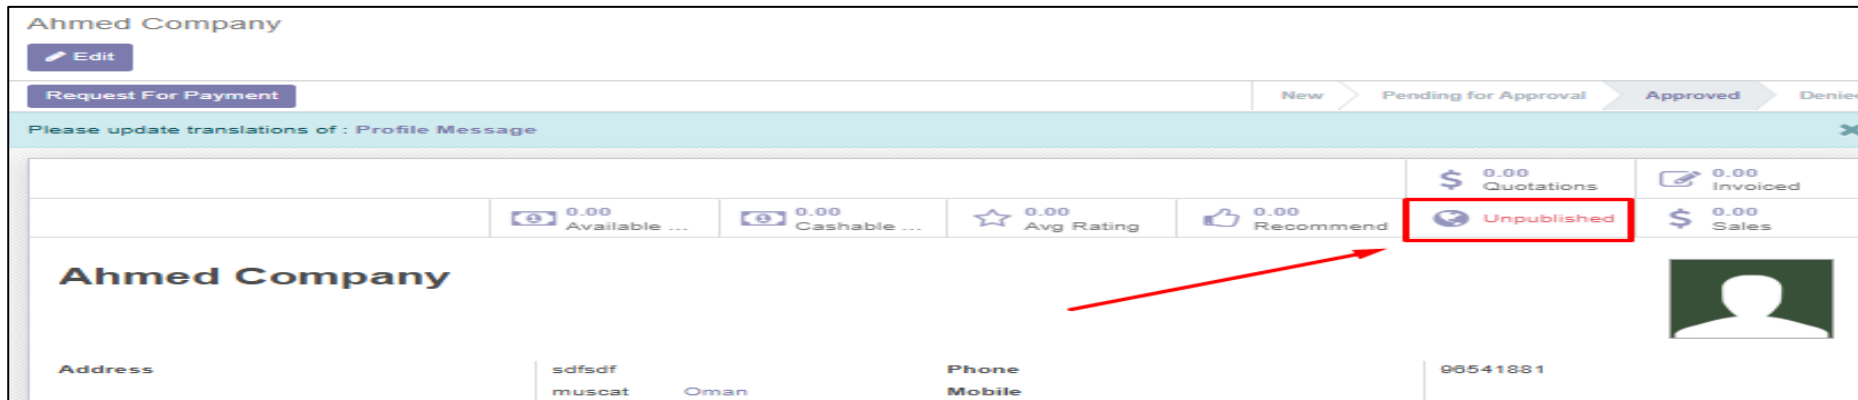 Ahmed Company
Edit
Request For Payment
New Pending for Approval Approved Denied
Please update translations of : Profile Message
0.00 Quotations
0.00 Invoiced
0.00 Available ...
0.00 Cashable ...
0.00 Avg Rating
0.00 Recommend
Unpublished
0.00 Sales
Ahmed Company
Address sdfsdf Phone 96541881
muscat Oman Mobile